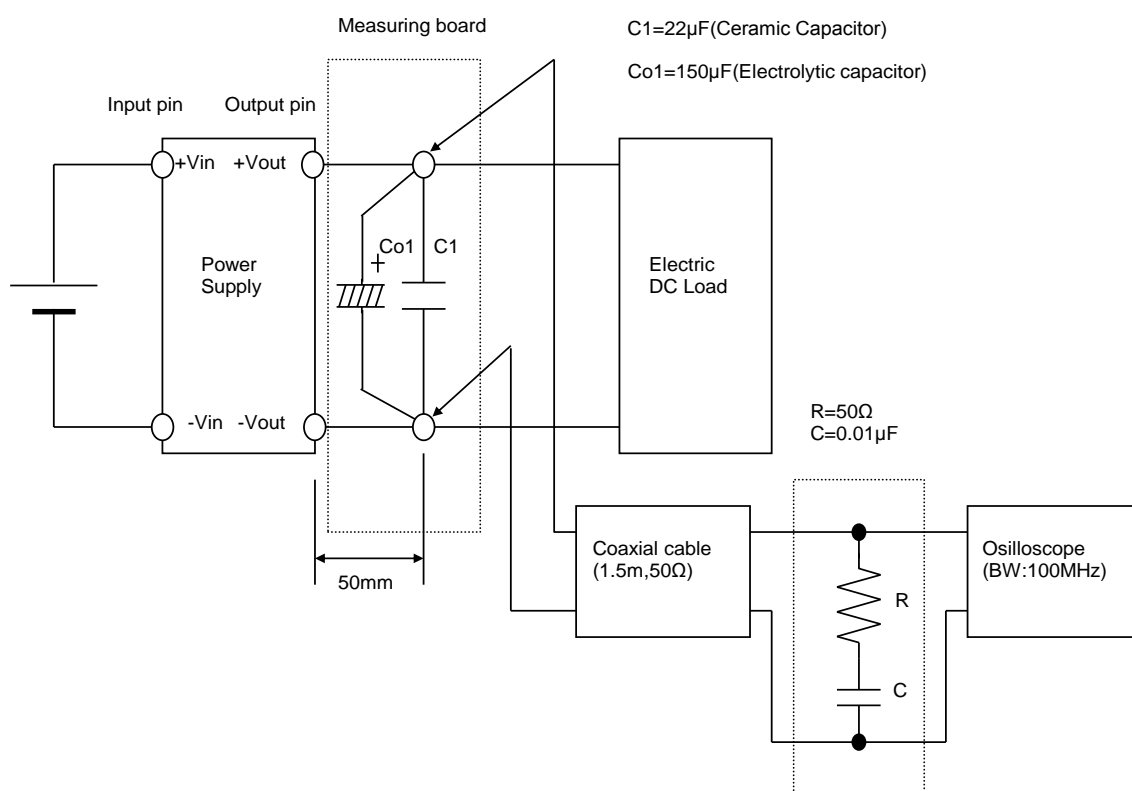 Measuring board
C1=22µF(Ceramic Capacitor)
Co1=150µF(Electrolytic capacitor)
Input pin
Output pin
+Vin
+Vout
Co1
+
C1
Power
Supply
Electric
DC Load
-Vin
-Vout
R=50Ω
C=0.01µF
50mm
Coaxial cable
(1.5m,50Ω)
R
C
Osilloscope
(BW:100MHz)